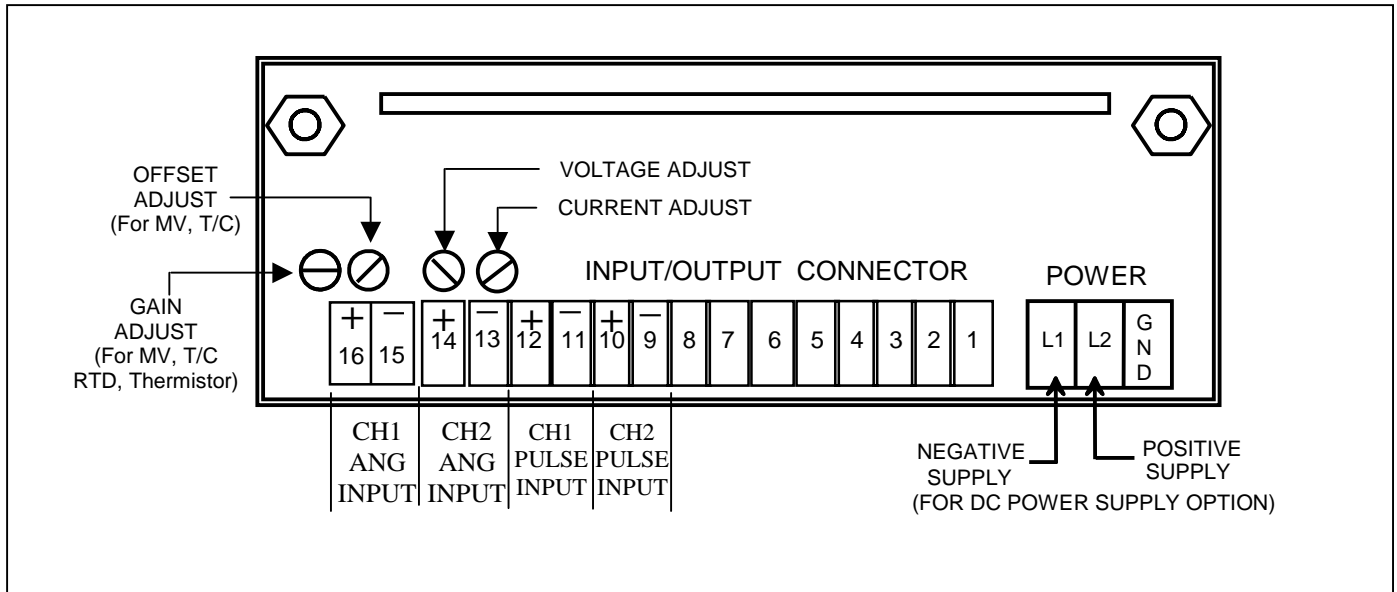 OFFSET
ADJUST
(For MV, T/C)
VOLTAGE ADJUST
CURRENT ADJUST
GAIN
ADJUST
(For MV, T/C
RTD, Thermistor)
INPUT/OUTPUT CONNECTOR
POWER
+ − + − + − + −
16 15 14 13 12 11 10 9 8 7 6 5 4 3 2 1
L1 L2 GND
CH1
ANG
INPUT
CH2
ANG
INPUT
CH1
PULSE
INPUT
CH2
PULSE
INPUT
NEGATIVE
SUPPLY
POSITIVE
SUPPLY
(FOR DC POWER SUPPLY OPTION)